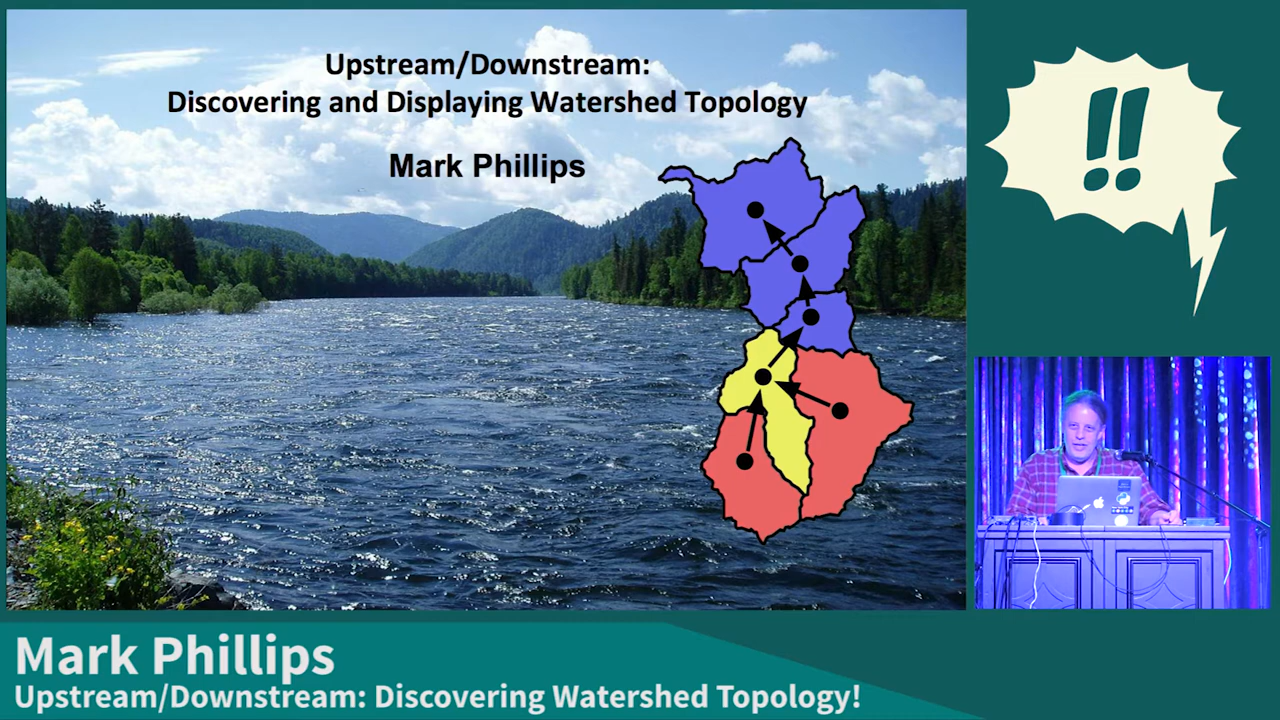 Upstream/Downstream:
Discovering and Displaying Watershed Topology
Mark Phillips
!!
Mark Phillips
Upstream/Downstream: Discovering Watershed Topology!